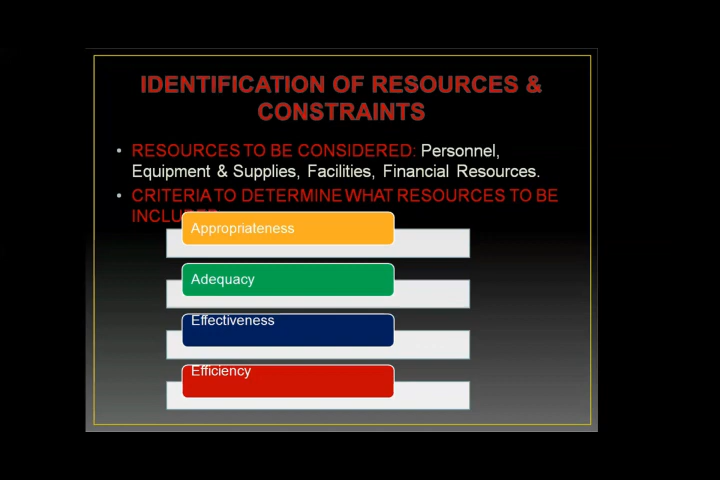 IDENTIFICATION OF RESOURCES &
CONSTRAINTS
• RESOURCES TO BE CONSIDERED: Personnel,
Equipment & Supplies, Facilities, Financial Resources.
• CRITERIA TO DETERMINE WHAT RESOURCES TO BE
Appropriateness
Adequacy
Effectiveness
Efficiency